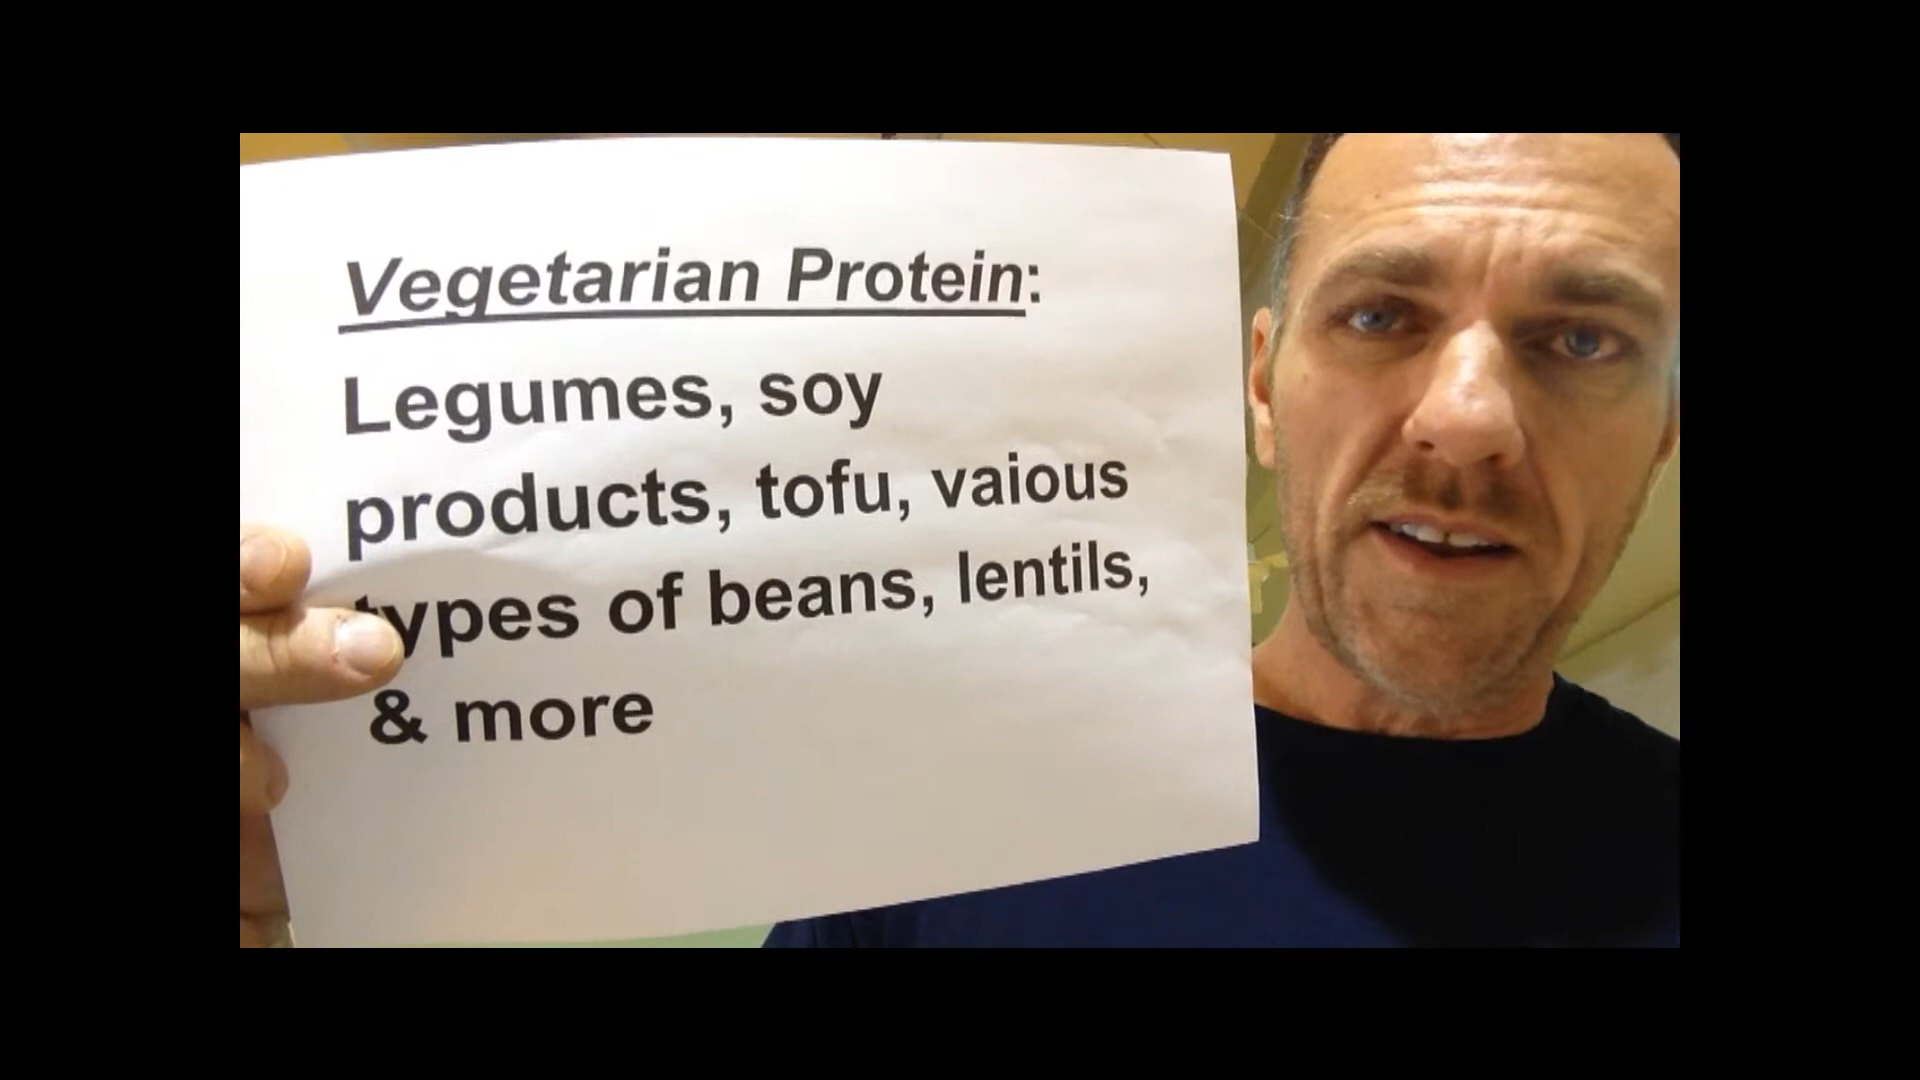 Vegetarian Protein:
Legumes, soy
products, tofu, vaious
types of beans, lentils,
& more